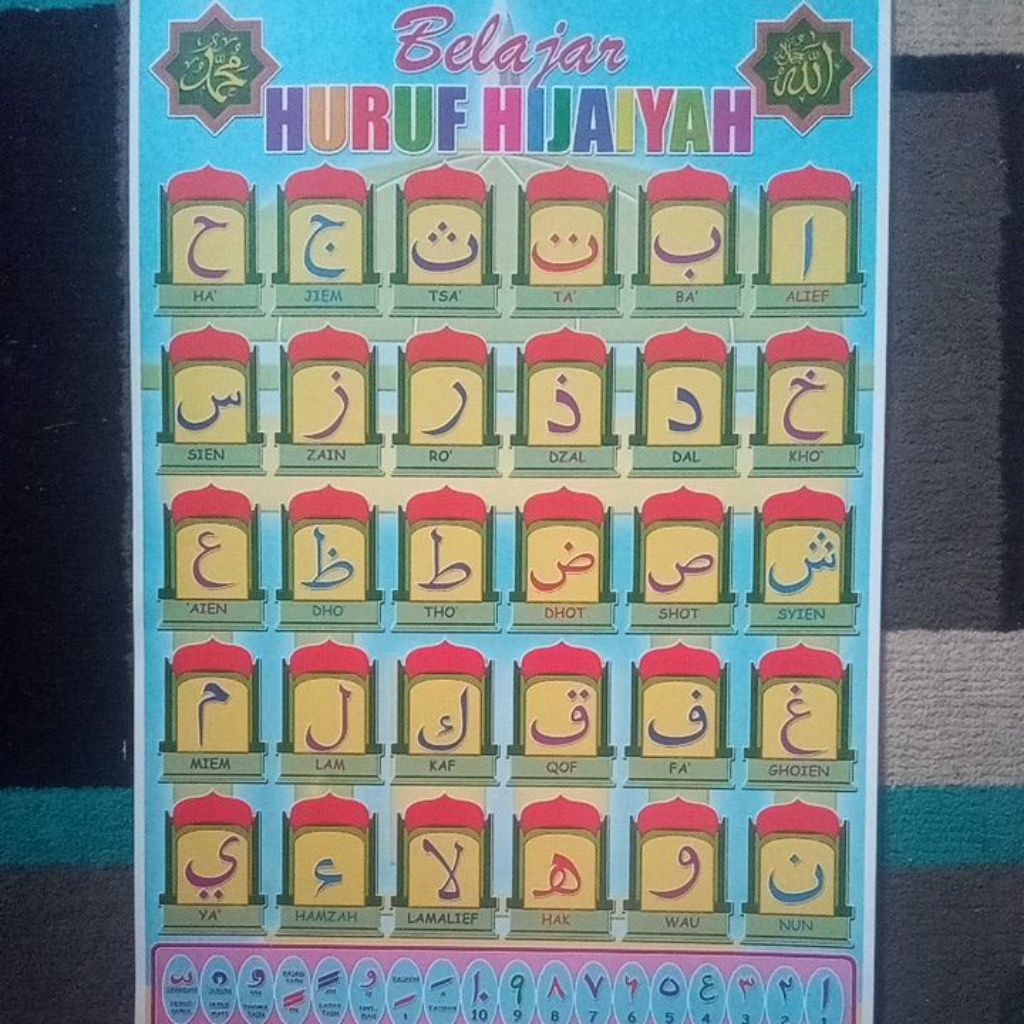 محمد
الله
Belajar
HURUF HIJAIYAH
ا ب ت ث ج ح
ALIEF BA' TA' TSA' JIEM HA'
خ د ذ ر ز س
KHO' DAL DZAL RO' ZAIN SIEN
ش ص ض ط ظ ع
SYIEN SHOT DHOT THO' DHO 'AIEN
غ ف ق ك ل م
GHOIEN FA' QOF KAF LAM MIEM
ن و ه لا ء ي
NUN WAU HAK LAMALIEF HAMZAH YA'
١ ٢ ٣ ٤ ٥ ٦ ٧ ٨ ٩ ١٠
1 2 3 4 5 6 7 8 9 10